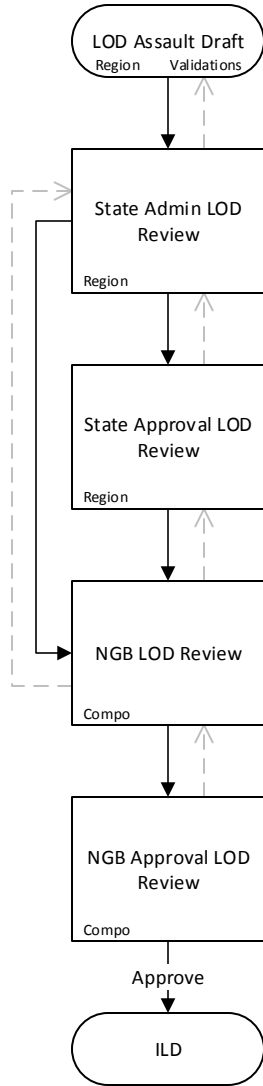 LOD Assault Draft
Region Validations
State Admin LOD
Review
Region
State Approval LOD
Review
Region
NGB LOD Review
Compo
NGB Approval LOD
Review
Compo
Approve
ILD